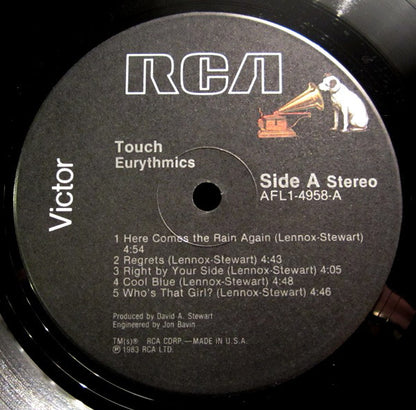 RCA
Touch
Eurythmics
Side A Stereo
AFL1-4958-A
Victor
1 Here Comes the Rain Again (Lennox-Stewart)
4:54
2 Regrets (Lennox-Stewart) 4:43
3 Right by Your Side (Lennox-Stewart) 4:05
4 Cool Blue (Lennox-Stewart) 4:48
5 Who's That Girl? (Lennox-Stewart) 4:46
Produced by David A. Stewart
Engineered by Jon Bavin
TM(s)® RCA CORP.—MADE IN U.S.A.
℗ 1983 RCA LTD.